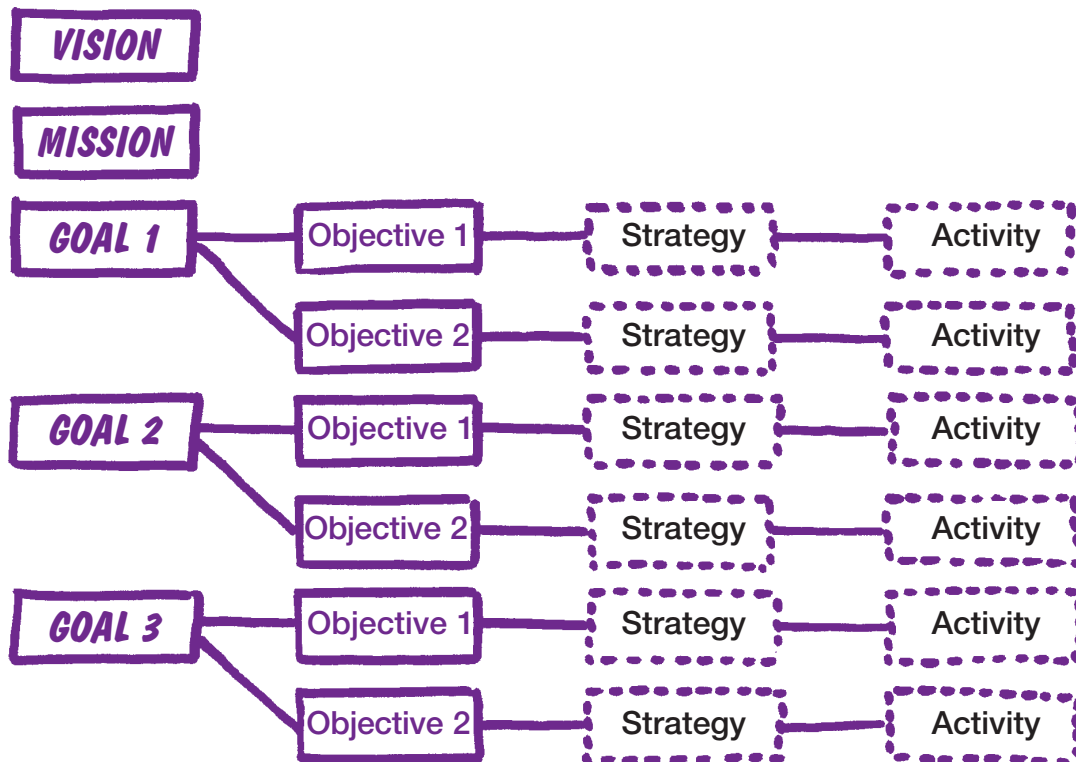 VISION
MISSION
GOAL 1 Objective 1 Strategy Activity
Objective 2 Strategy Activity
GOAL 2 Objective 1 Strategy Activity
Objective 2 Strategy Activity
GOAL 3 Objective 1 Strategy Activity
Objective 2 Strategy Activity